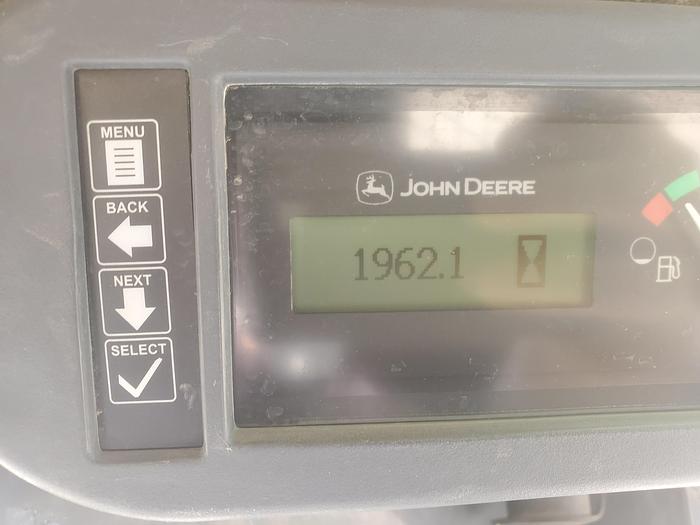 MENU
BACK
NEXT
SELECT
JOHN DEERE
1962.1